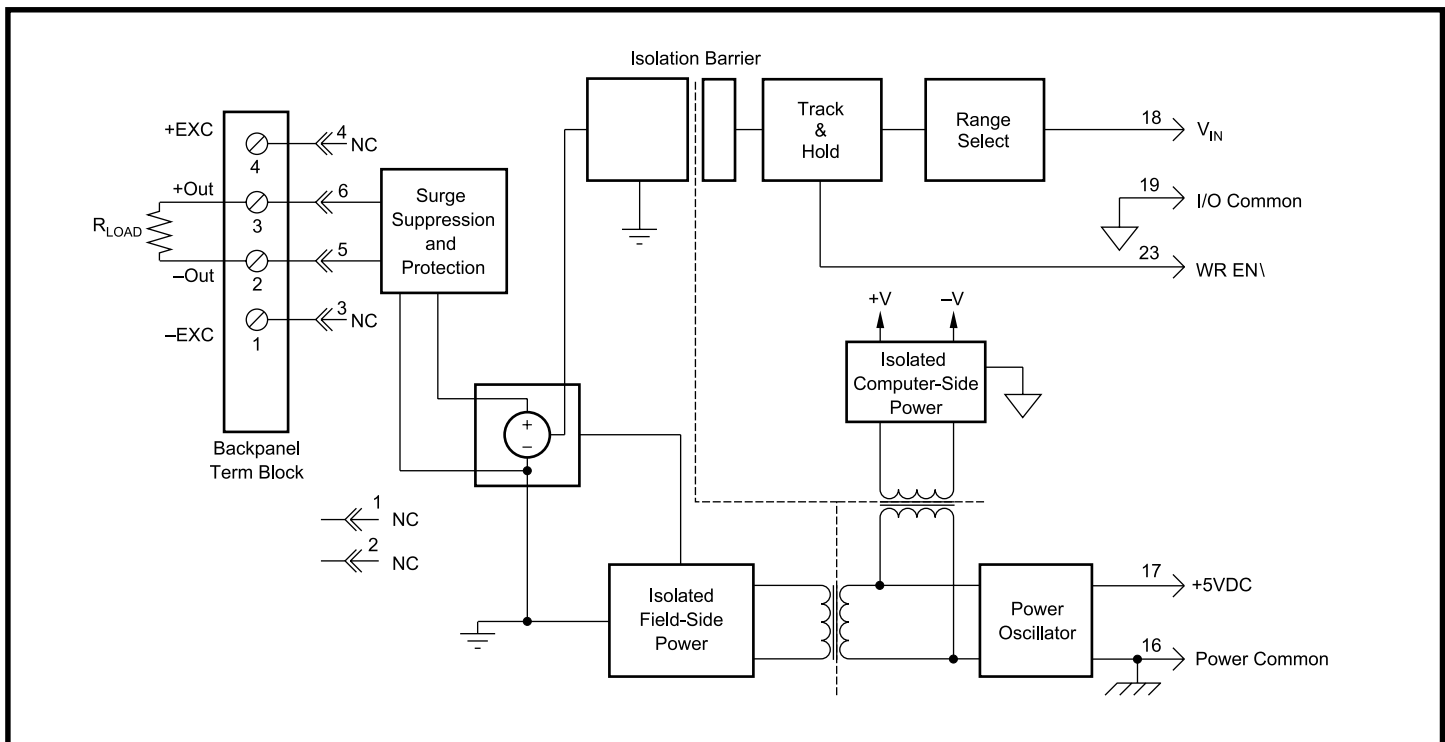 Isolation Barrier
+EXC
4
NC
4
+Out
6
3
R_LOAD
–Out
5
2
–EXC
3
NC
1
Backpanel
Term Block
Surge
Suppression
and
Protection
Track
&
Hold
Range
Select
18
V_IN
19
I/O Common
23
WR EN\
+V
–V
Isolated
Computer-Side
Power
+
–
1
NC
2
NC
Isolated
Field-Side
Power
Power
Oscillator
17
+5VDC
16
Power Common